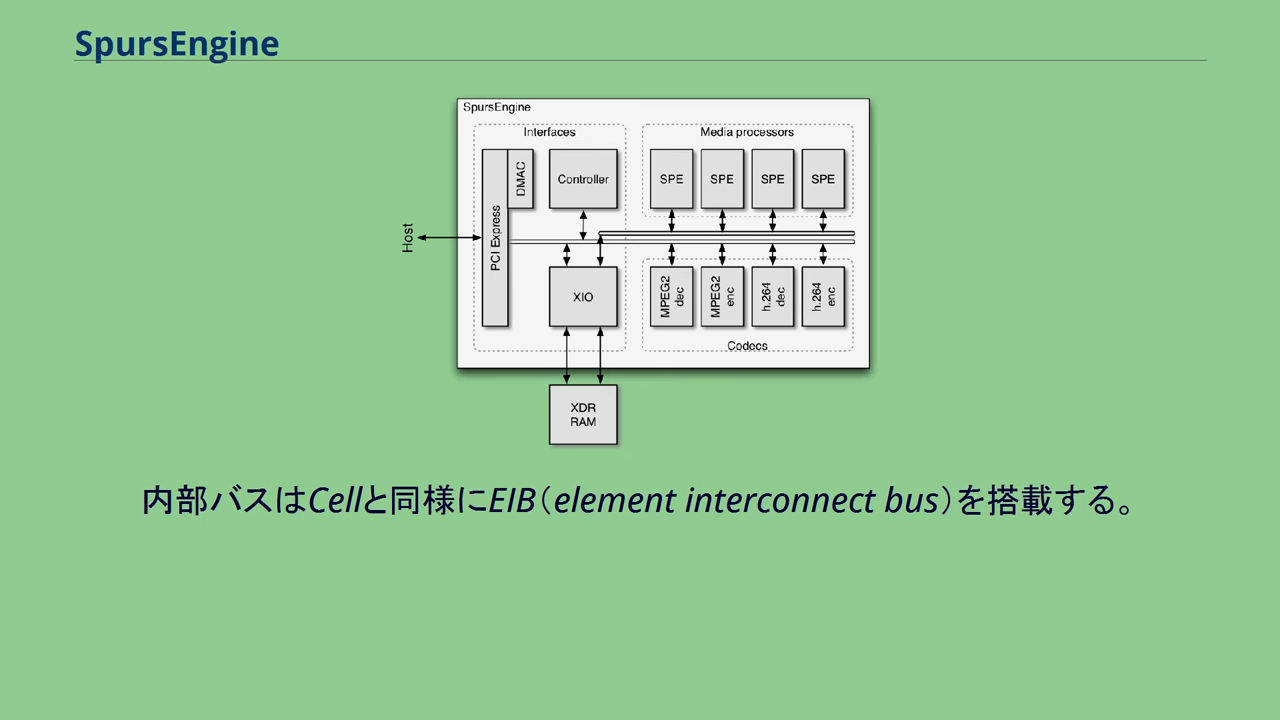 SpursEngine
SpursEngine
Interfaces
Media processors
DMAC
Controller
SPE
SPE
SPE
SPE
Host
PCI Express
XIO
MPEG2
dec
MPEG2
enc
h.264
dec
h.264
enc
Codecs
XDR
RAM
内部バスはCellと同様にEIB（element interconnect bus）を搭載する。